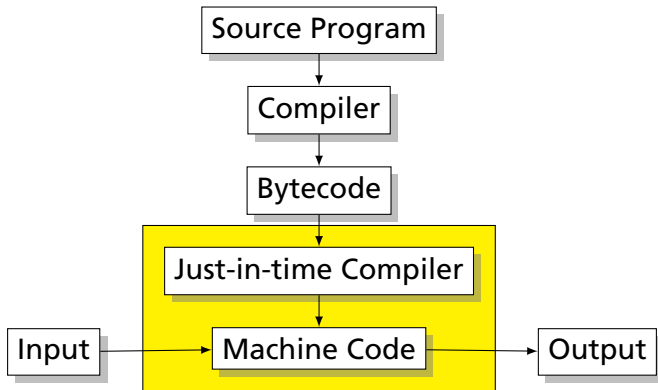 Source Program
Compiler
Bytecode
Just-in-time Compiler
Input
Machine Code
Output